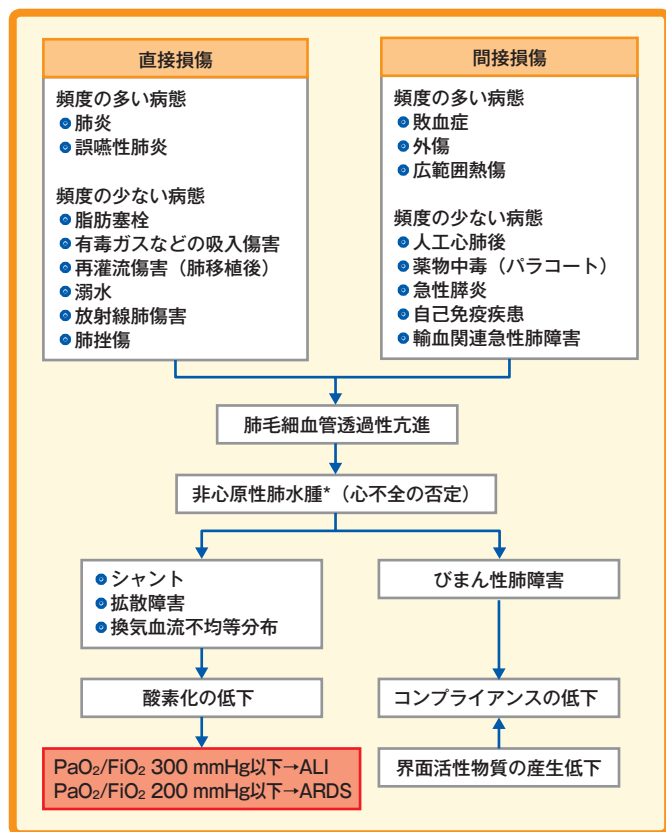 直接損傷
頻度の多い病態
肺炎
誤嚥性肺炎
頻度の少ない病態
脂肪塞栓
有毒ガスなどの吸入傷害
再灌流傷害（肺移植後）
溺水
放射線肺傷害
肺挫傷
間接損傷
頻度の多い病態
敗血症
外傷
広範囲熱傷
頻度の少ない病態
人工心肺後
薬物中毒（パラコート）
急性膵炎
自己免疫疾患
輸血関連急性肺障害
肺毛細血管透過性亢進
非心原性肺水腫*（心不全の否定）
シャント
拡散障害
換気血流不均等分布
びまん性肺障害
酸素化の低下
コンプライアンスの低下
PaO₂/FiO₂ 300 mmHg以下→ALI
PaO₂/FiO₂ 200 mmHg以下→ARDS
界面活性物質の産生低下